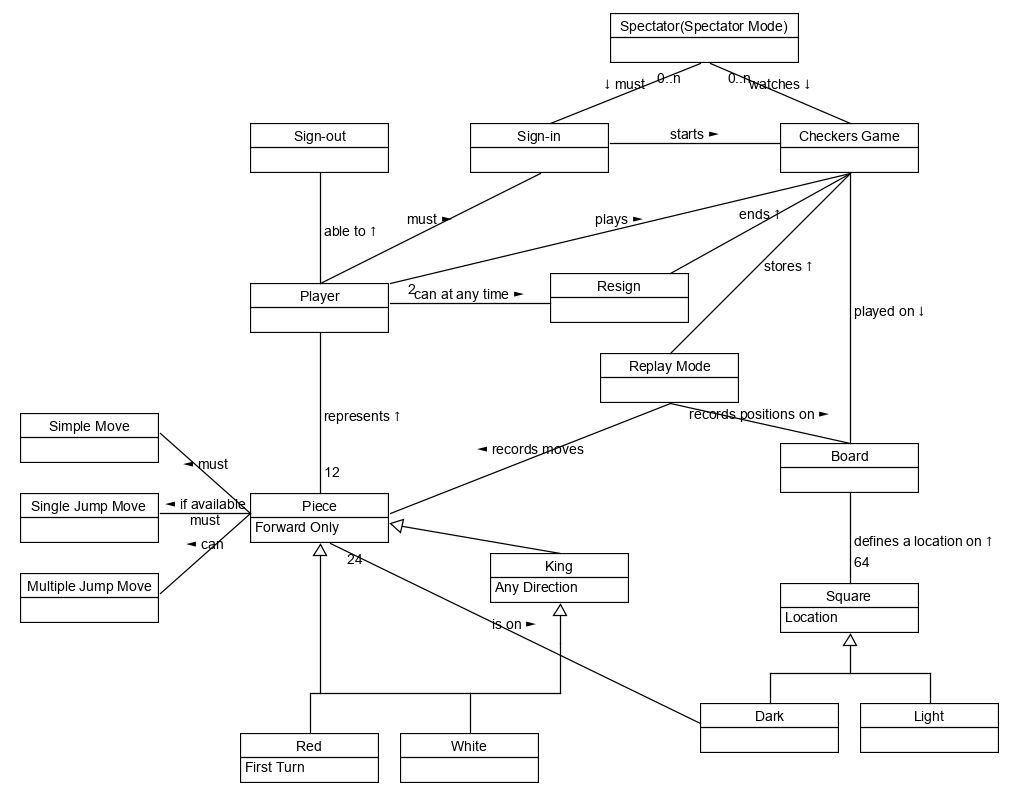 Spectator(Spectator Mode)
↓ must
0..n
0..n
watches ↓
Sign-out
Sign-in
starts ►
Checkers Game
must ►
plays ►
ends ↑
able to ↑
stores ↑
Player
2
can at any time ►
Resign
played on ↓
Replay Mode
represents ↑
records positions on ►
Simple Move
◄ must
◄ records moves
Board
12
Single Jump Move
◄ if available
must
Piece
Forward Only
◄ can
defines a location on ↑
24
64
Multiple Jump Move
King
Any Direction
Square
Location
is on ►
Dark
Light
Red
First Turn
White